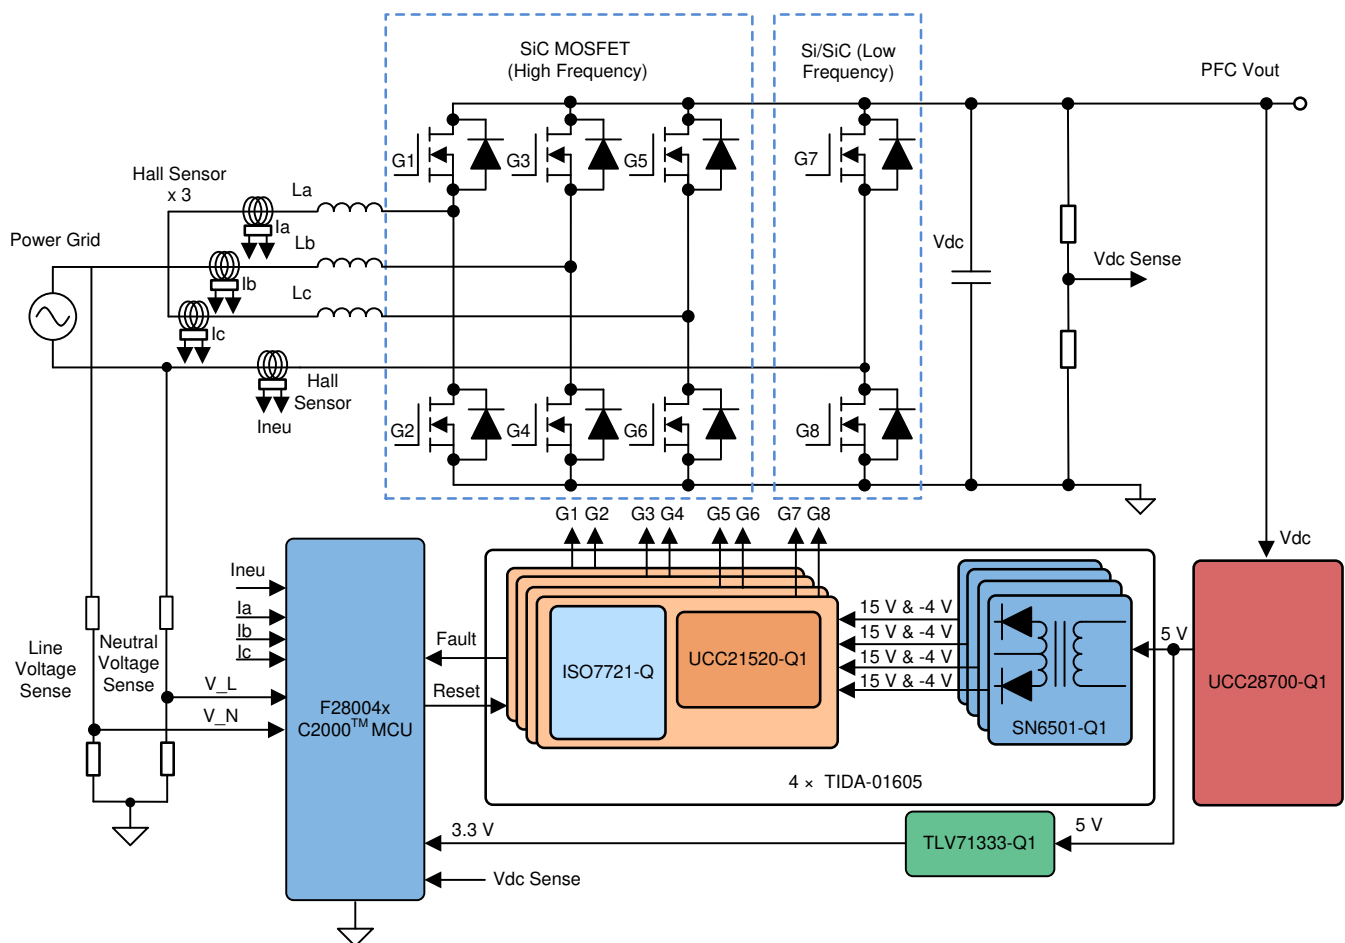 SiC MOSFET
(High Frequency)
Si/SiC (Low
Frequency)
PFC Vout
G1
G3
G5
G7
Hall Sensor
x 3
La
Ia
Power Grid
Lb
Ib
Lc
Ic
Vdc
Vdc Sense
Hall
Sensor
Ineu
G2
G4
G6
G8
G1 G2
G3 G4
G5 G6
G7 G8
Vdc
Ineu
Ia
Ib
Ic
Line
Voltage
Sense
Neutral
Voltage
Sense
V_L
V_N
F28004x
C2000™ MCU
Fault
Reset
ISO7721-Q
UCC21520-Q1
15 V & -4 V
15 V & -4 V
15 V & -4 V
15 V & -4 V
SN6501-Q1
5 V
UCC28700-Q1
4 × TIDA-01605
3.3 V
TLV71333-Q1
5 V
Vdc Sense